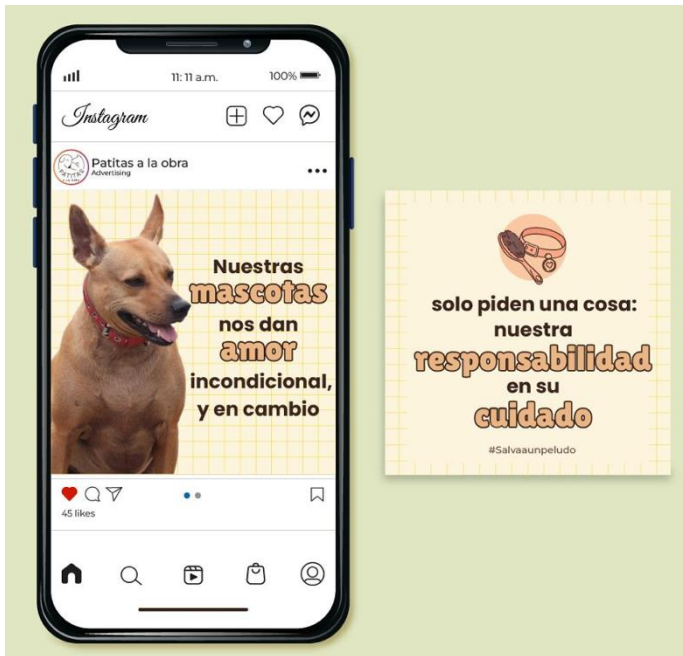 11:11 a.m.
100%
Instagram
Patitas a la obra
Advertising
PATITAS
Nuestras
mascotas
nos dan
amor
incondicional,
y en cambio
45 likes
solo piden una cosa:
nuestra
responsabilidad
en su
cuidado
#Salvaaunpeludo